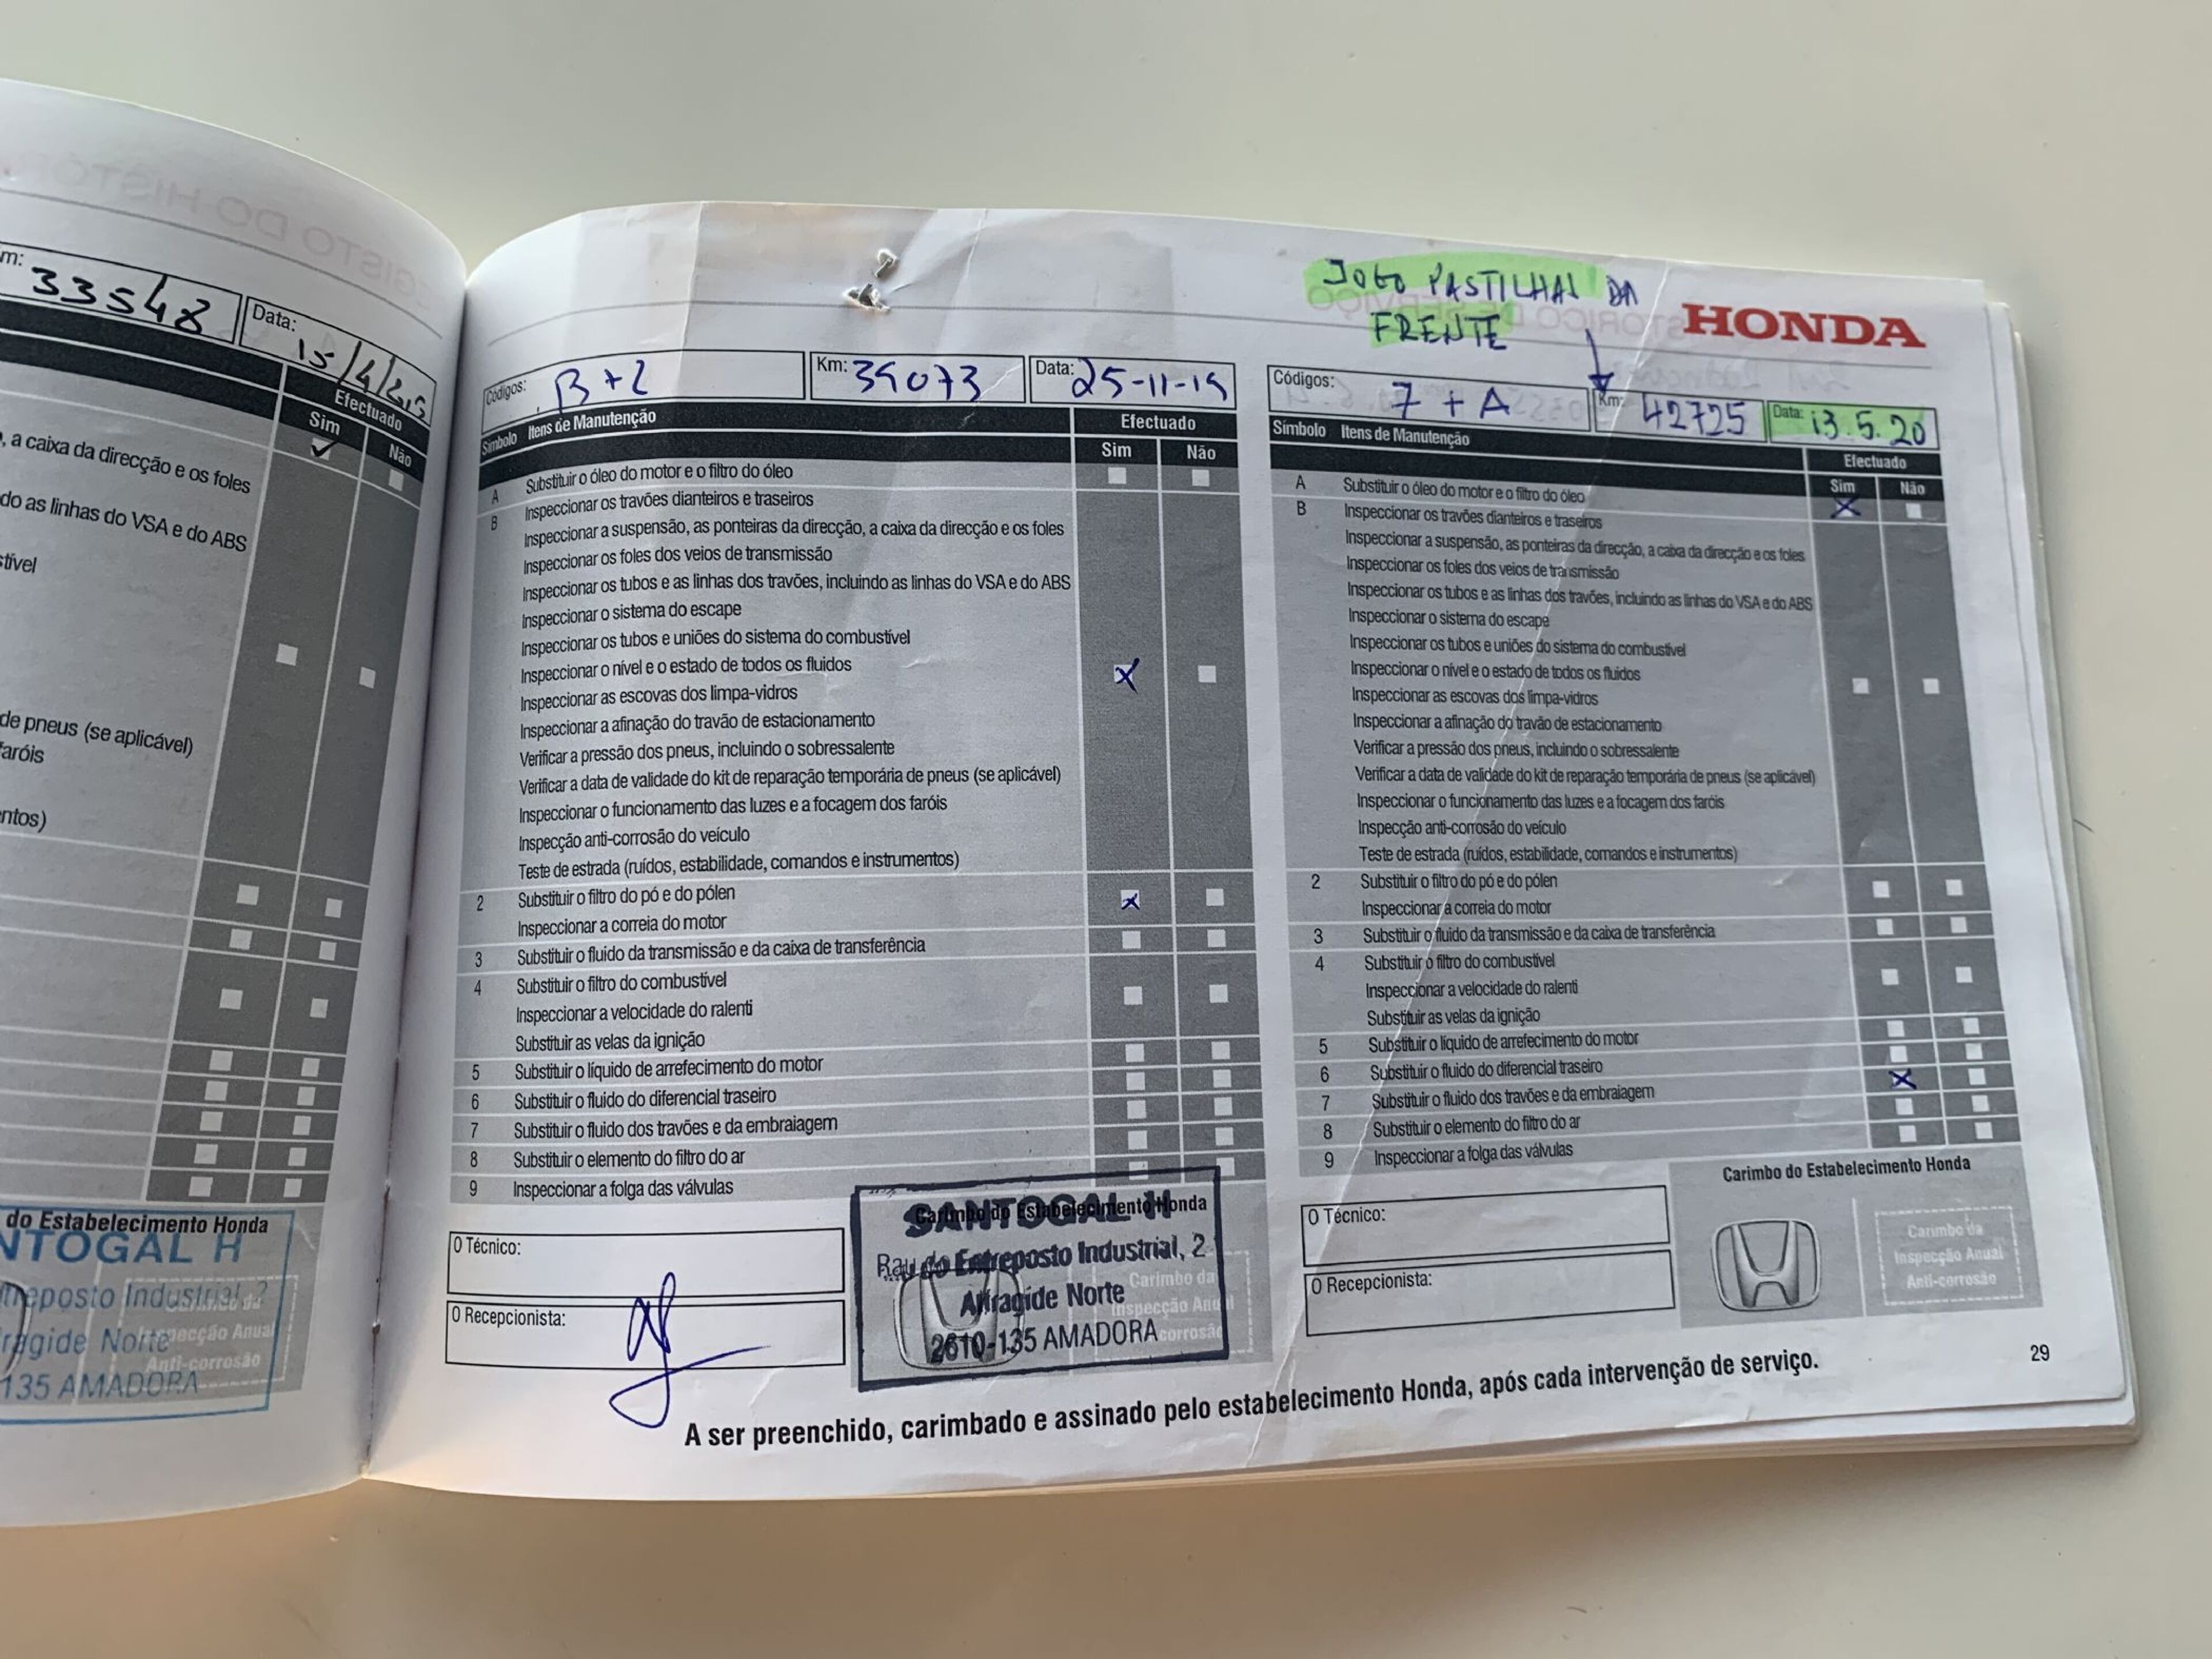 m: 33548 Data: 15/4/2019
Efectuado
Sim Não
, a caixa da direcção e os foles
do as linhas do VSA e do ABS
stível
de pneus (se aplicável)
faróis
ntos)
do Estabelecimento Honda
NTOGAL H
treposto Industrial, 2
ragide Norte
135 AMADORA
Inspecção Anual
Anti-corrosão
Códigos: B+2 Km: 39073 Data: 25-11-19
Símbolo Itens de Manutenção Efectuado
Sim Não
A Substituir o óleo do motor e o filtro do óleo
B Inspeccionar os travões dianteiros e traseiros
Inspeccionar a suspensão, as ponteiras da direcção, a caixa da direcção e os foles
Inspeccionar os foles dos veios de transmissão
Inspeccionar os tubos e as linhas dos travões, incluindo as linhas do VSA e do ABS
Inspeccionar o sistema do escape
Inspeccionar os tubos e uniões do sistema do combustível
Inspeccionar o nível e o estado de todos os fluidos
Inspeccionar as escovas dos limpa-vidros
Inspeccionar a afinação do travão de estacionamento
Verificar a pressão dos pneus, incluindo o sobressalente
Verificar a data de validade do kit de reparação temporária de pneus (se aplicável)
Inspeccionar o funcionamento das luzes e a focagem dos faróis
Inspecção anti-corrosão do veículo
Teste de estrada (ruídos, estabilidade, comandos e instrumentos)
2 Substituir o filtro do pó e do pólen
Inspeccionar a correia do motor
3 Substituir o fluido da transmissão e da caixa de transferência
4 Substituir o filtro do combustível
Inspeccionar a velocidade do ralenti
Substituir as velas da ignição
5 Substituir o líquido de arrefecimento do motor
6 Substituir o fluido do diferencial traseiro
7 Substituir o fluido dos travões e da embraiagem
8 Substituir o elemento do filtro do ar
9 Inspeccionar a folga das válvulas
O Técnico:
O Recepcionista:
Carimbo do Estabelecimento Honda
SANTOGAL H
Rau do Entreposto Industrial, 2
Alfragide Norte
2610-135 AMADORA
Carimbo da
Inspecção Anual
JOGO PASTILHAS DA
FRENTE
HONDA
Códigos: 7 + A Km: 42725 Data: 13.5.20
Símbolo Itens de Manutenção Efectuado
Sim Não
A Substituir o óleo do motor e o filtro do óleo
B Inspeccionar os travões dianteiros e traseiros
Inspeccionar a suspensão, as ponteiras da direcção, a caixa da direcção e os foles
Inspeccionar os foles dos veios de transmissão
Inspeccionar os tubos e as linhas dos travões, incluindo as linhas do VSA e do ABS
Inspeccionar o sistema do escape
Inspeccionar os tubos e uniões do sistema do combustível
Inspeccionar o nível e o estado de todos os fluidos
Inspeccionar as escovas dos limpa-vidros
Inspeccionar a afinação do travão de estacionamento
Verificar a pressão dos pneus, incluindo o sobressalente
Verificar a data de validade do kit de reparação temporária de pneus (se aplicável)
Inspeccionar o funcionamento das luzes e a focagem dos faróis
Inspecção anti-corrosão do veículo
Teste de estrada (ruídos, estabilidade, comandos e instrumentos)
2 Substituir o filtro do pó e do pólen
Inspeccionar a correia do motor
3 Substituir o fluido da transmissão e da caixa de transferência
4 Substituir o filtro do combustível
Inspeccionar a velocidade do ralenti
Substituir as velas da ignição
5 Substituir o líquido de arrefecimento do motor
6 Substituir o fluido do diferencial traseiro
7 Substituir o fluido dos travões e da embraiagem
8 Substituir o elemento do filtro do ar
9 Inspeccionar a folga das válvulas
O Técnico:
O Recepcionista:
Carimbo do Estabelecimento Honda
Carimbo da
Inspecção Anual
Anti-corrosão
A ser preenchido, carimbado e assinado pelo estabelecimento Honda, após cada intervenção de serviço.
29